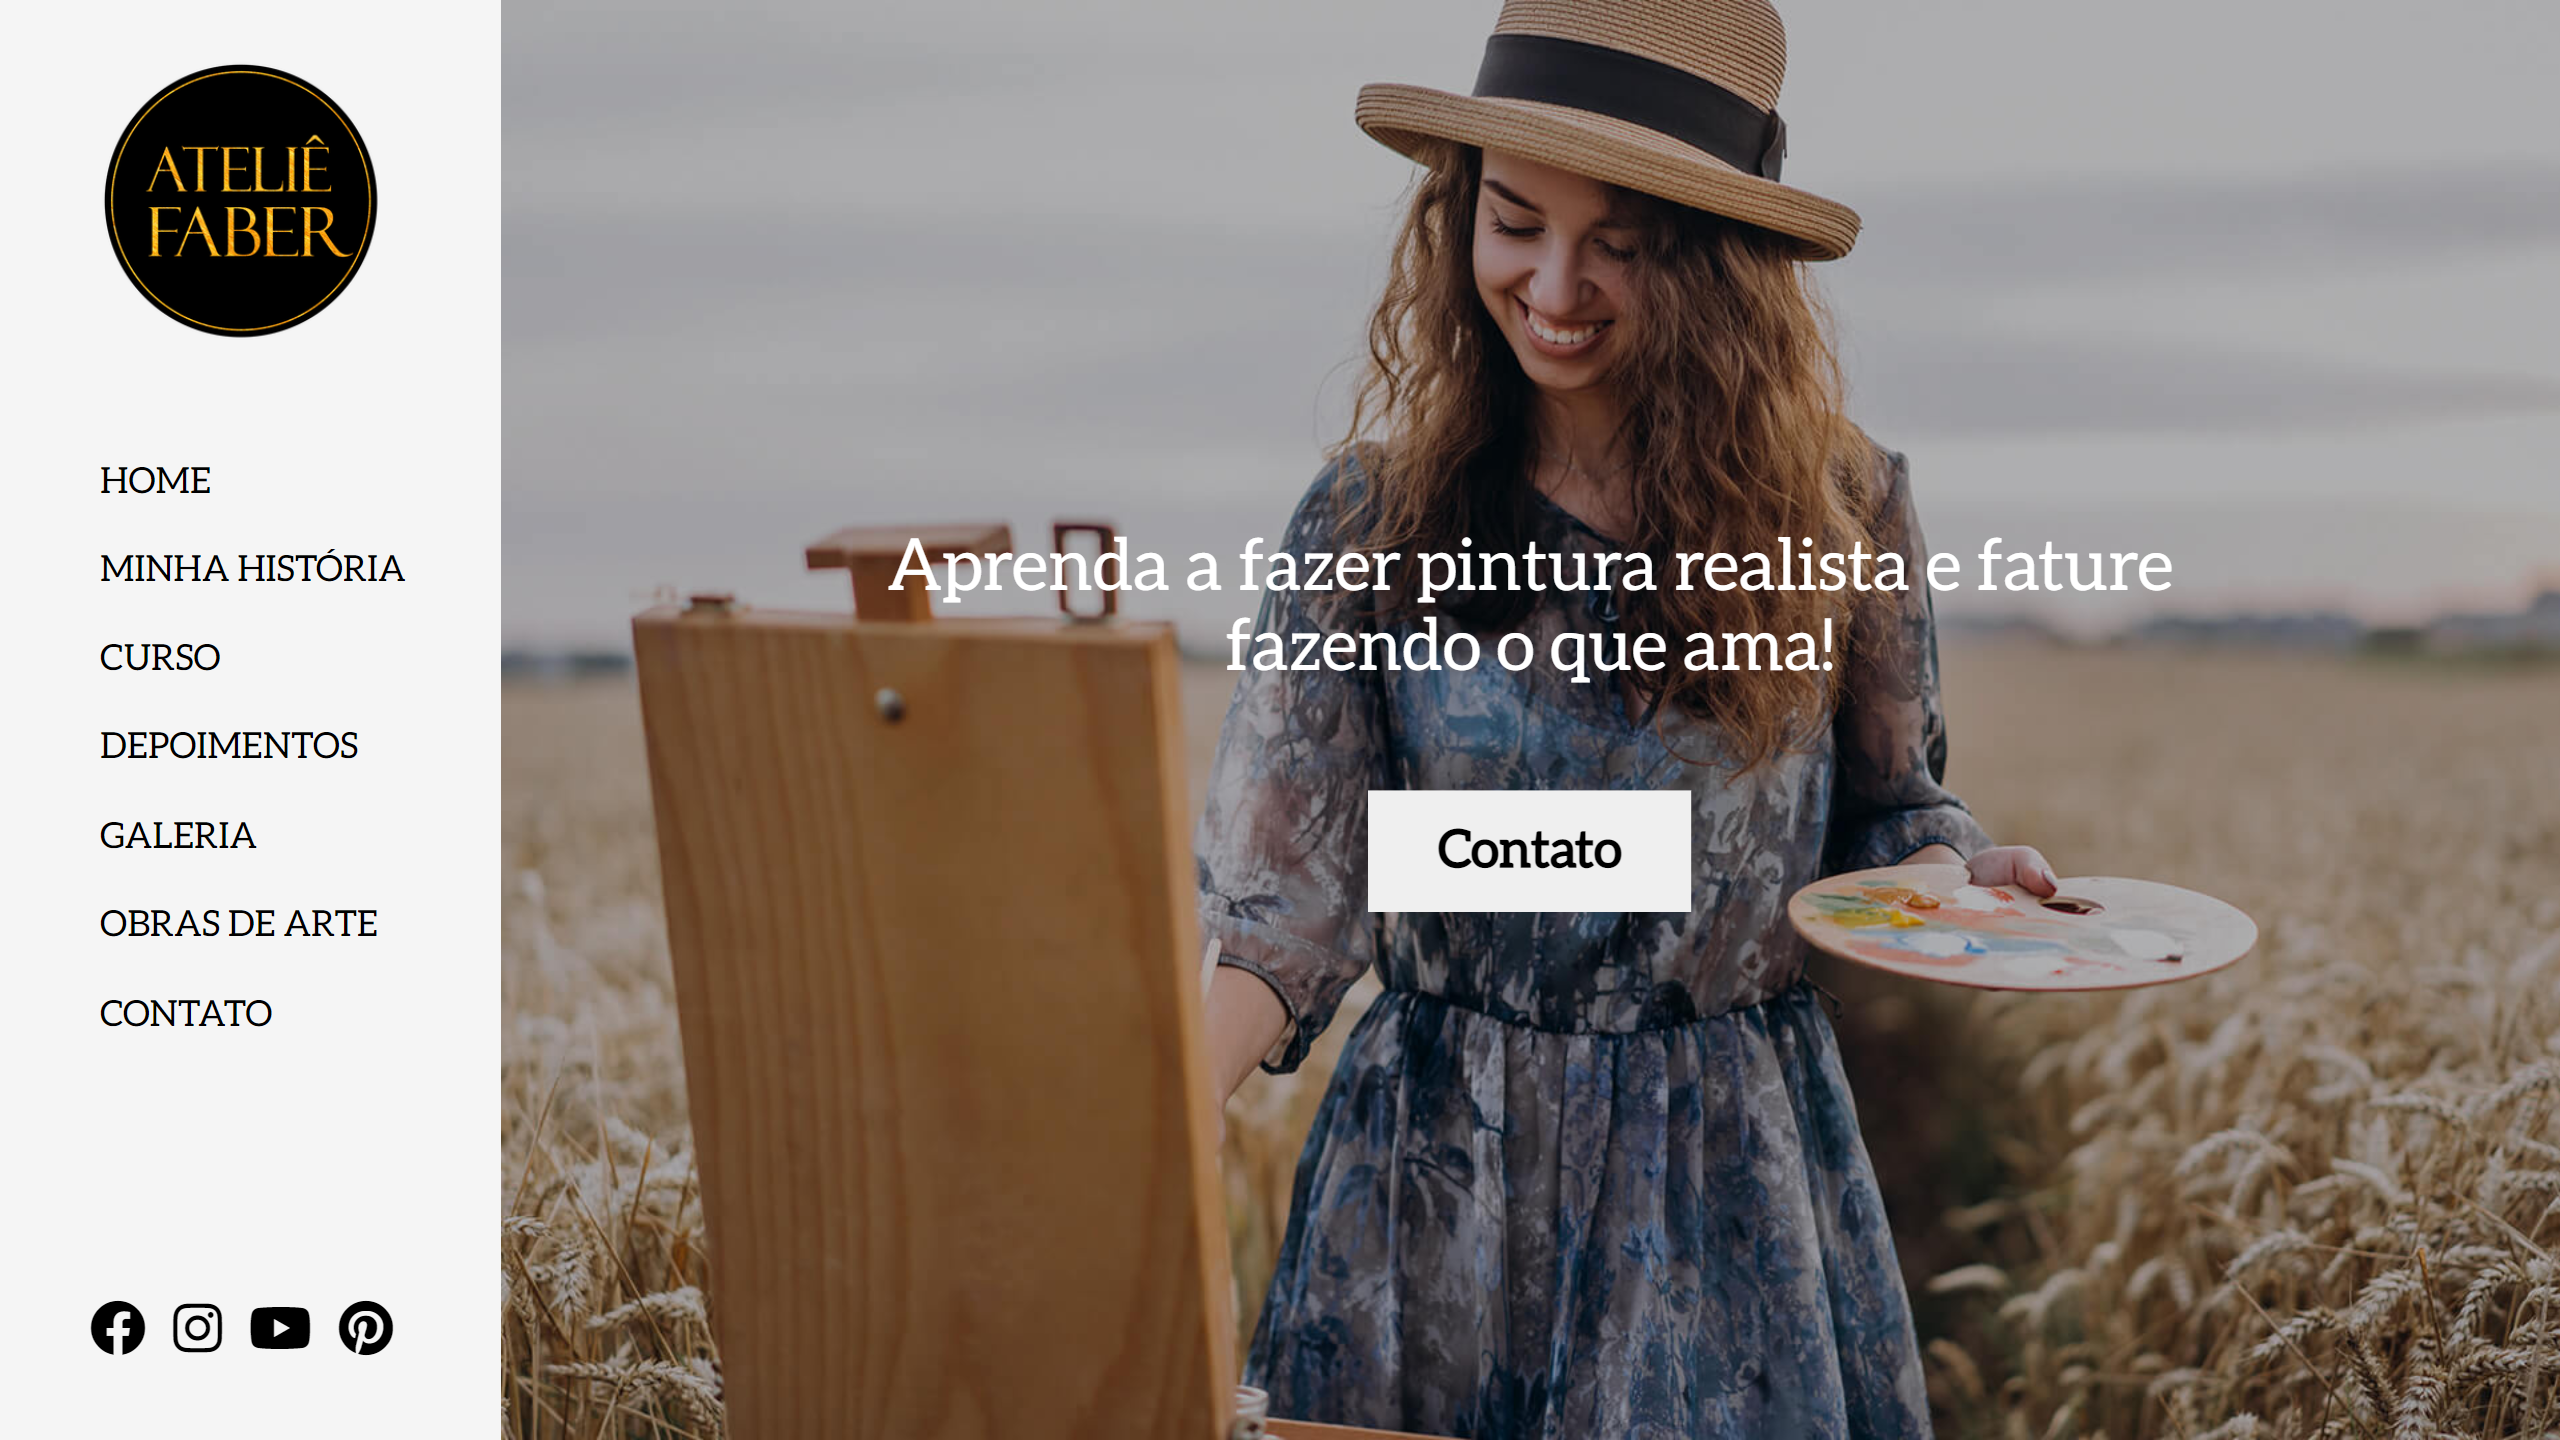 ATELIÊ
FABER
HOME
MINHA HISTÓRIA
CURSO
DEPOIMENTOS
GALERIA
OBRAS DE ARTE
CONTATO
Aprenda a fazer pintura realista e fature
fazendo o que ama!
Contato